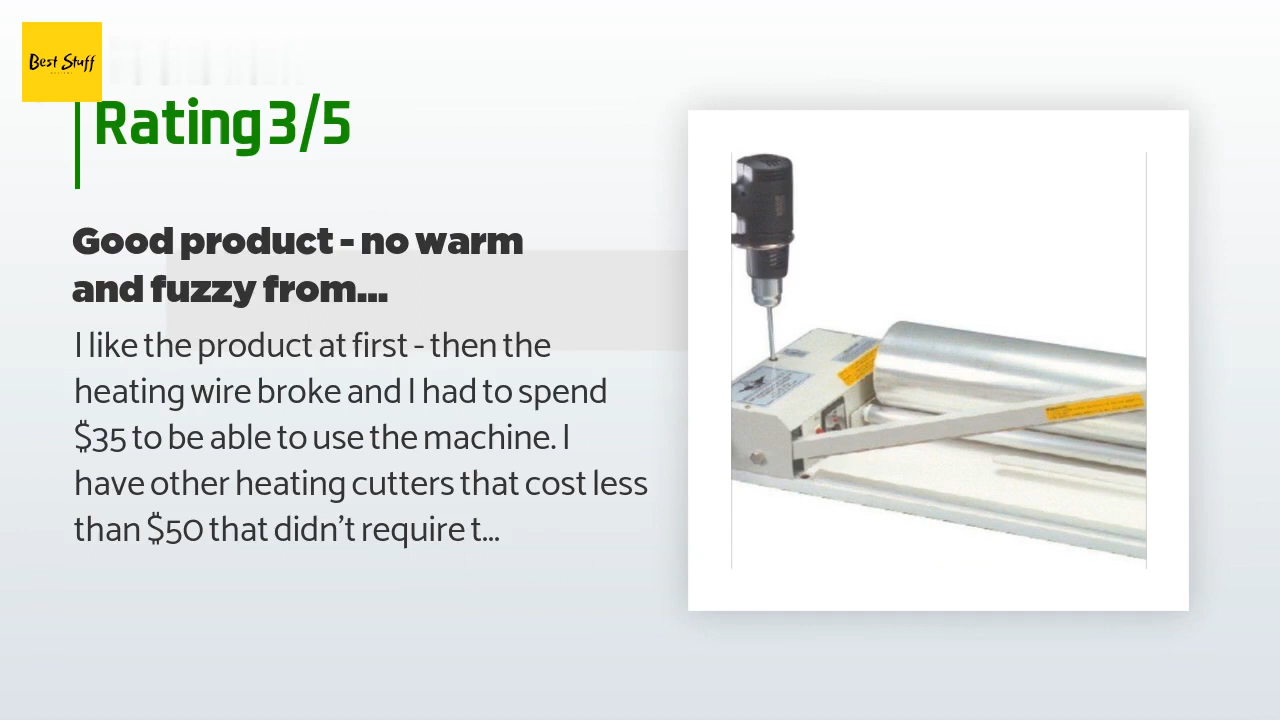 Best Stuff
Rating 3/5
Good product - no warm
and fuzzy from...
I like the product at first - then the
heating wire broke and I had to spend
$35 to be able to use the machine. I
have other heating cutters that cost less
than $50 that didn’t require t...